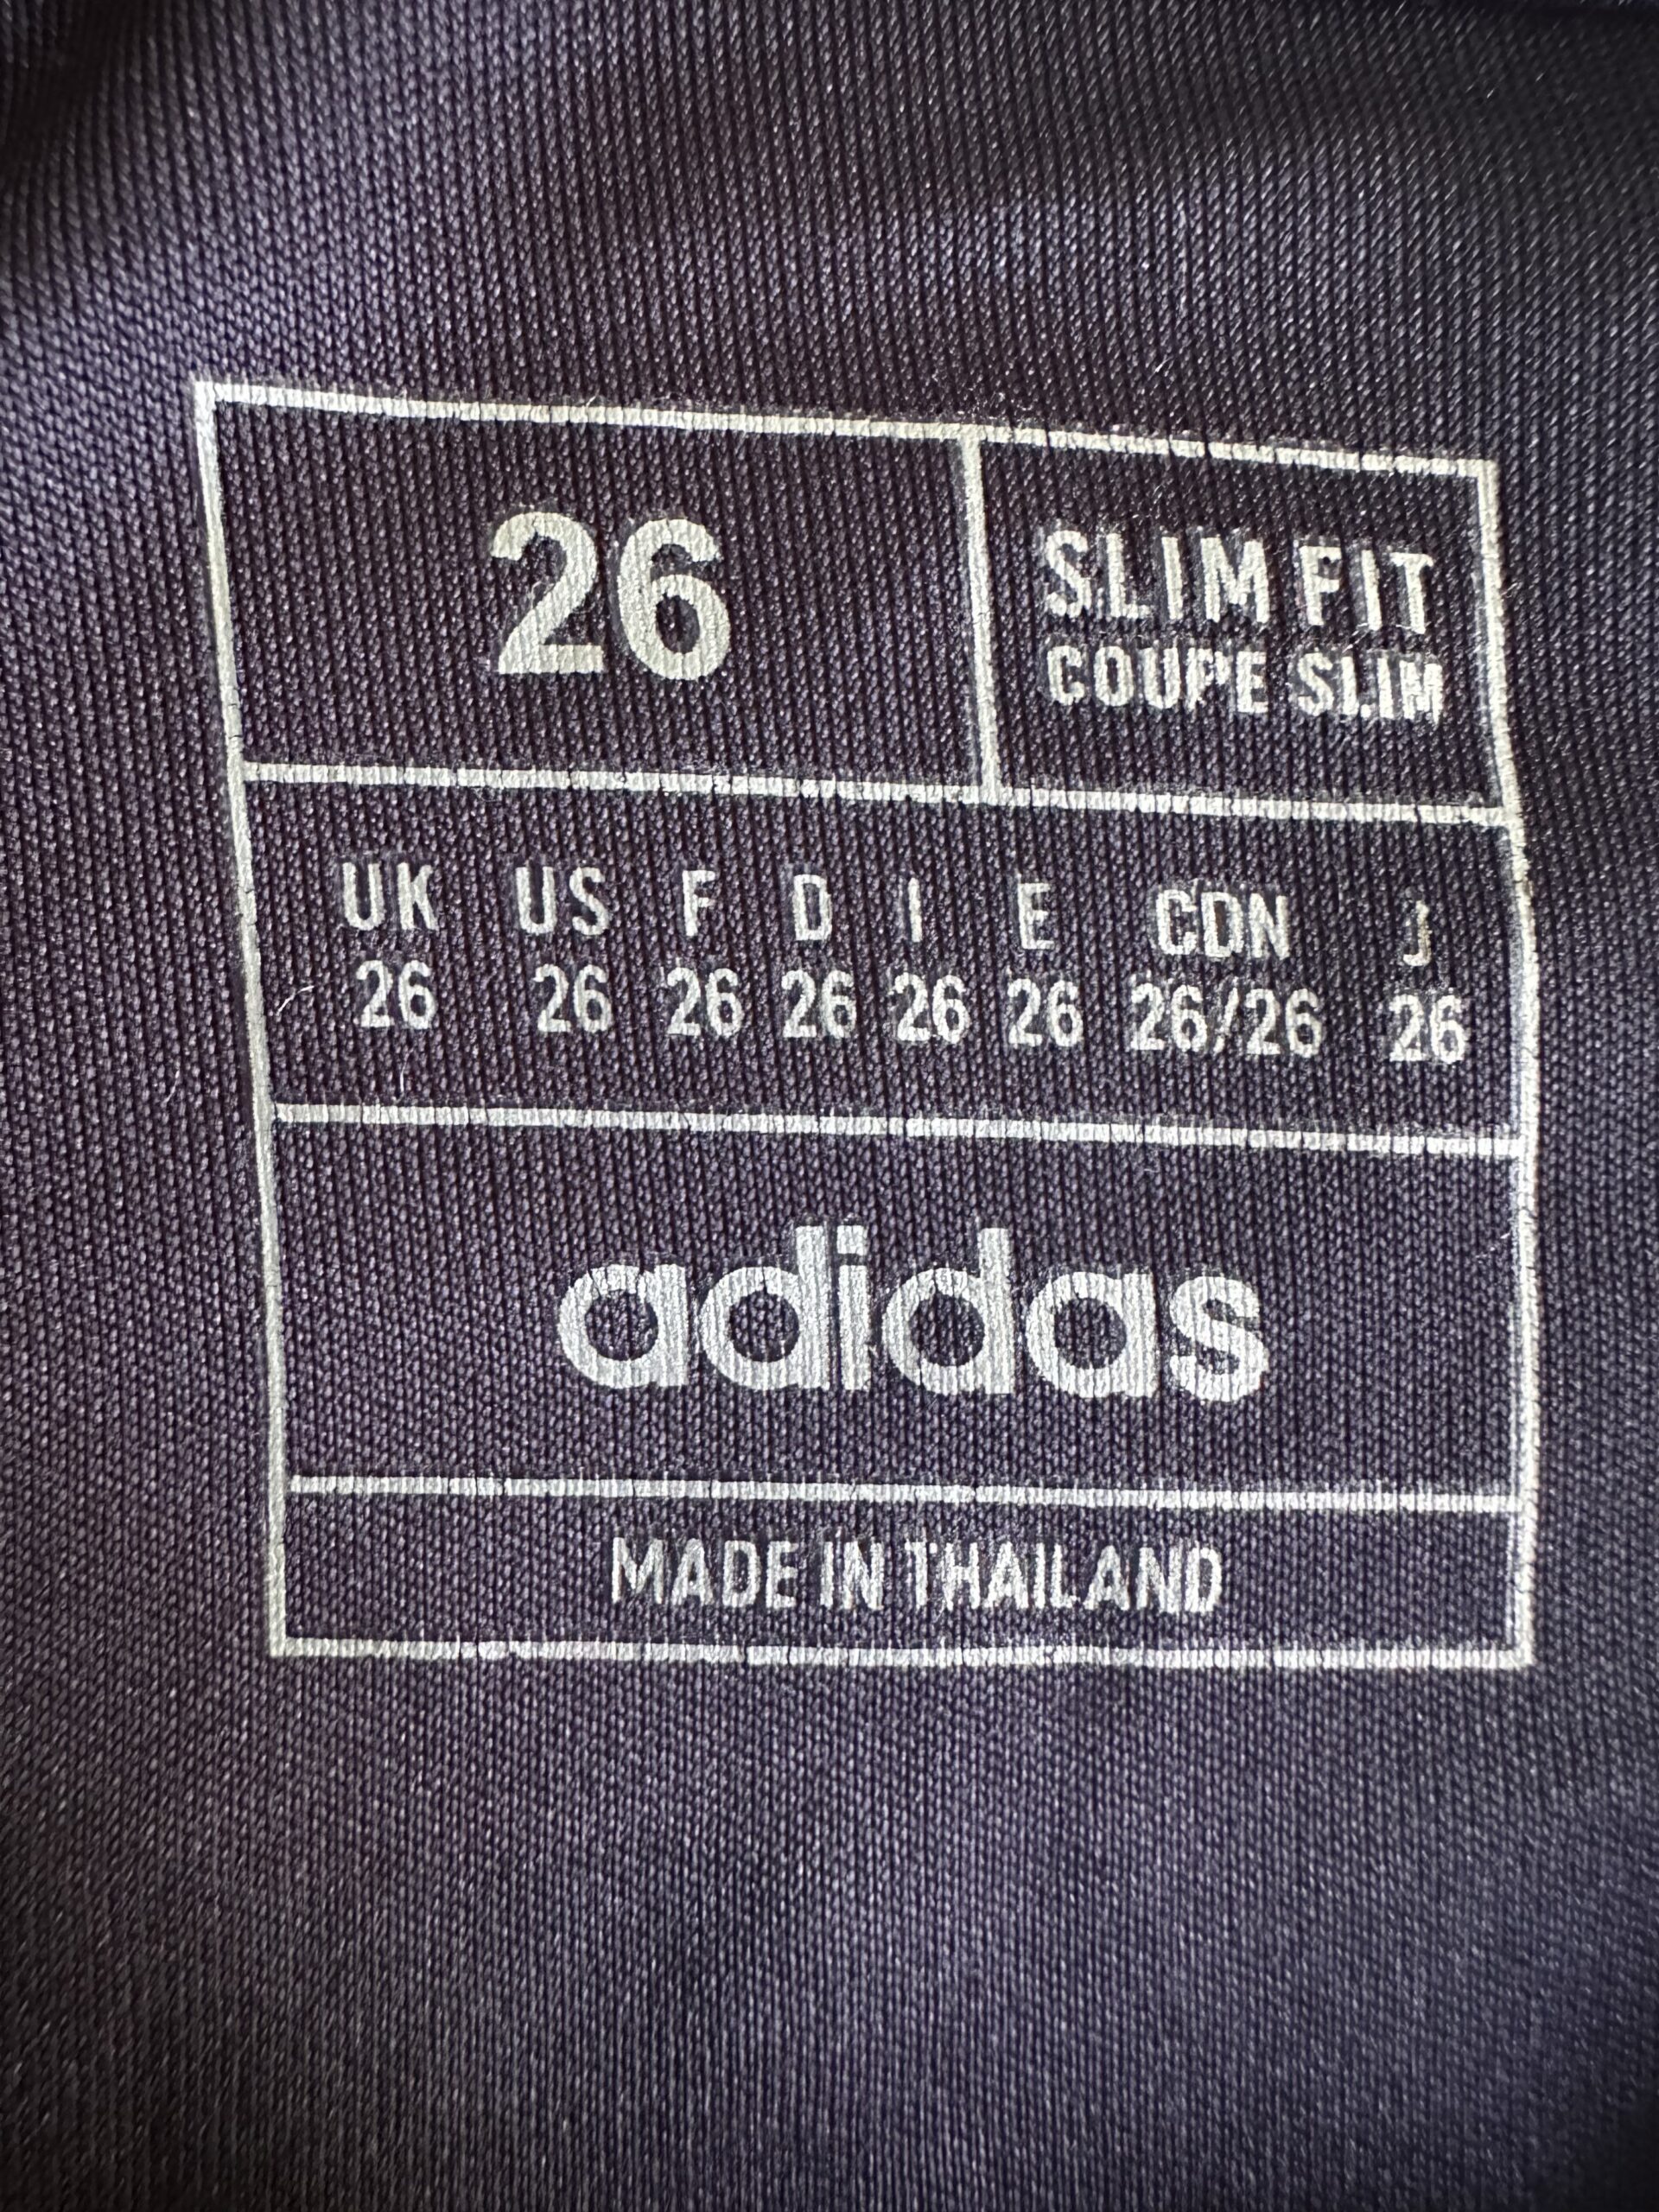 26
SLIM FIT
COUPE SLIM
UK US F D I E CDN J
26 26 26 26 26 26 26/26 26
adidas
MADE IN THAILAND